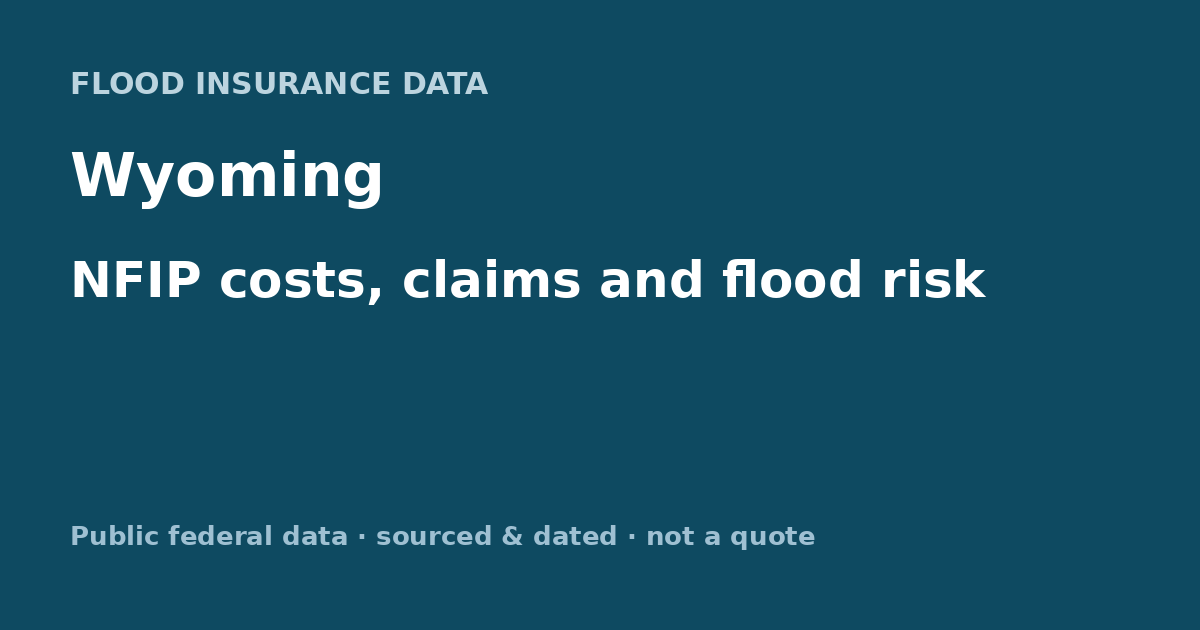 FLOOD INSURANCE DATA
Wyoming
NFIP costs, claims and flood risk
Public federal data · sourced & dated · not a quote